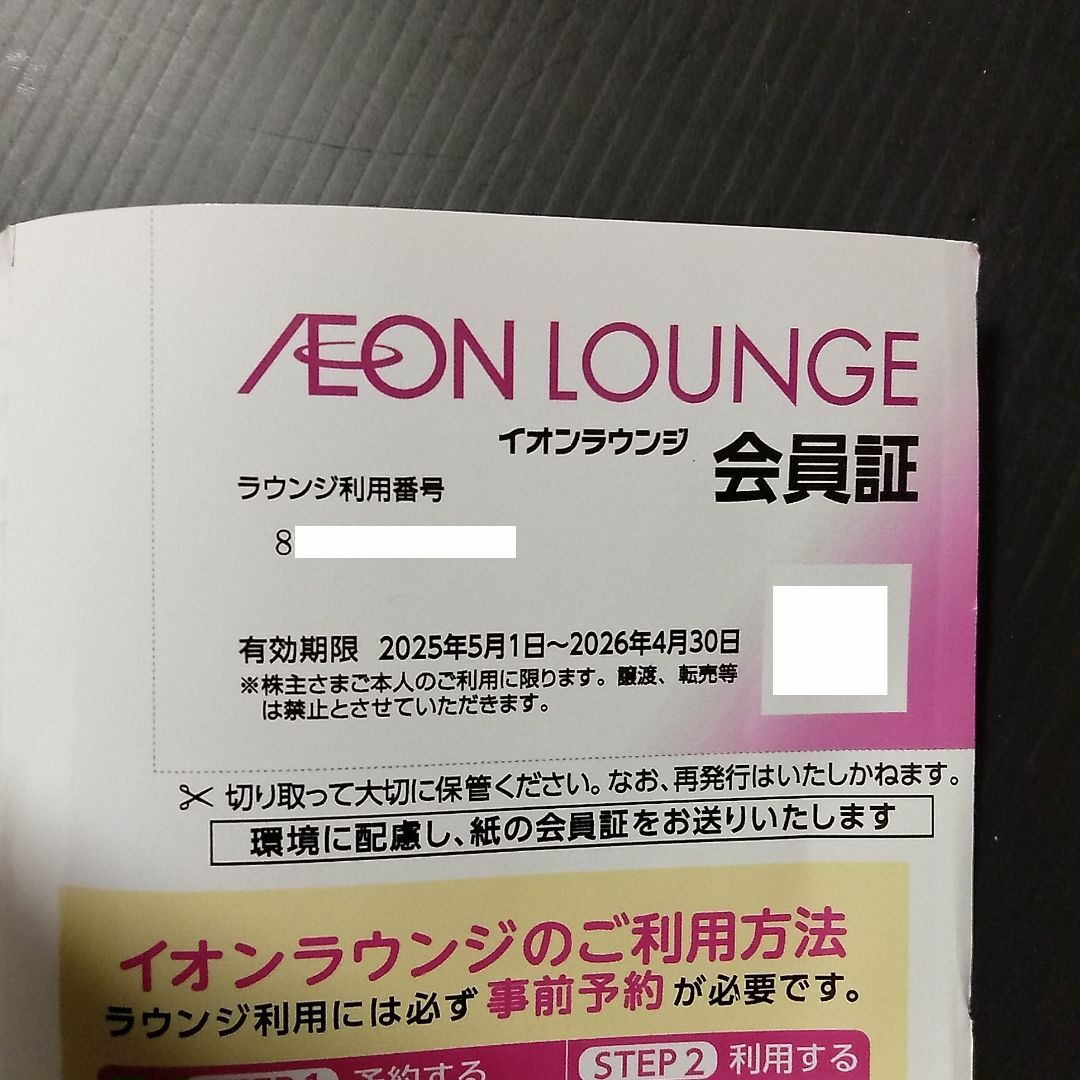 ÆON LOUNGE
イオンラウンジ 会員証
ラウンジ利用番号
8
有効期限 2025年5月1日～2026年4月30日
※株主さまご本人のご利用に限ります。譲渡、転売等
は禁止とさせていただきます。
切り取って大切に保管ください。なお、再発行はいたしかねます。
環境に配慮し、紙の会員証をお送りいたします
イオンラウンジのご利用方法
ラウンジ利用には必ず事前予約が必要です。
STEP 1 予約する
STEP 2 利用する